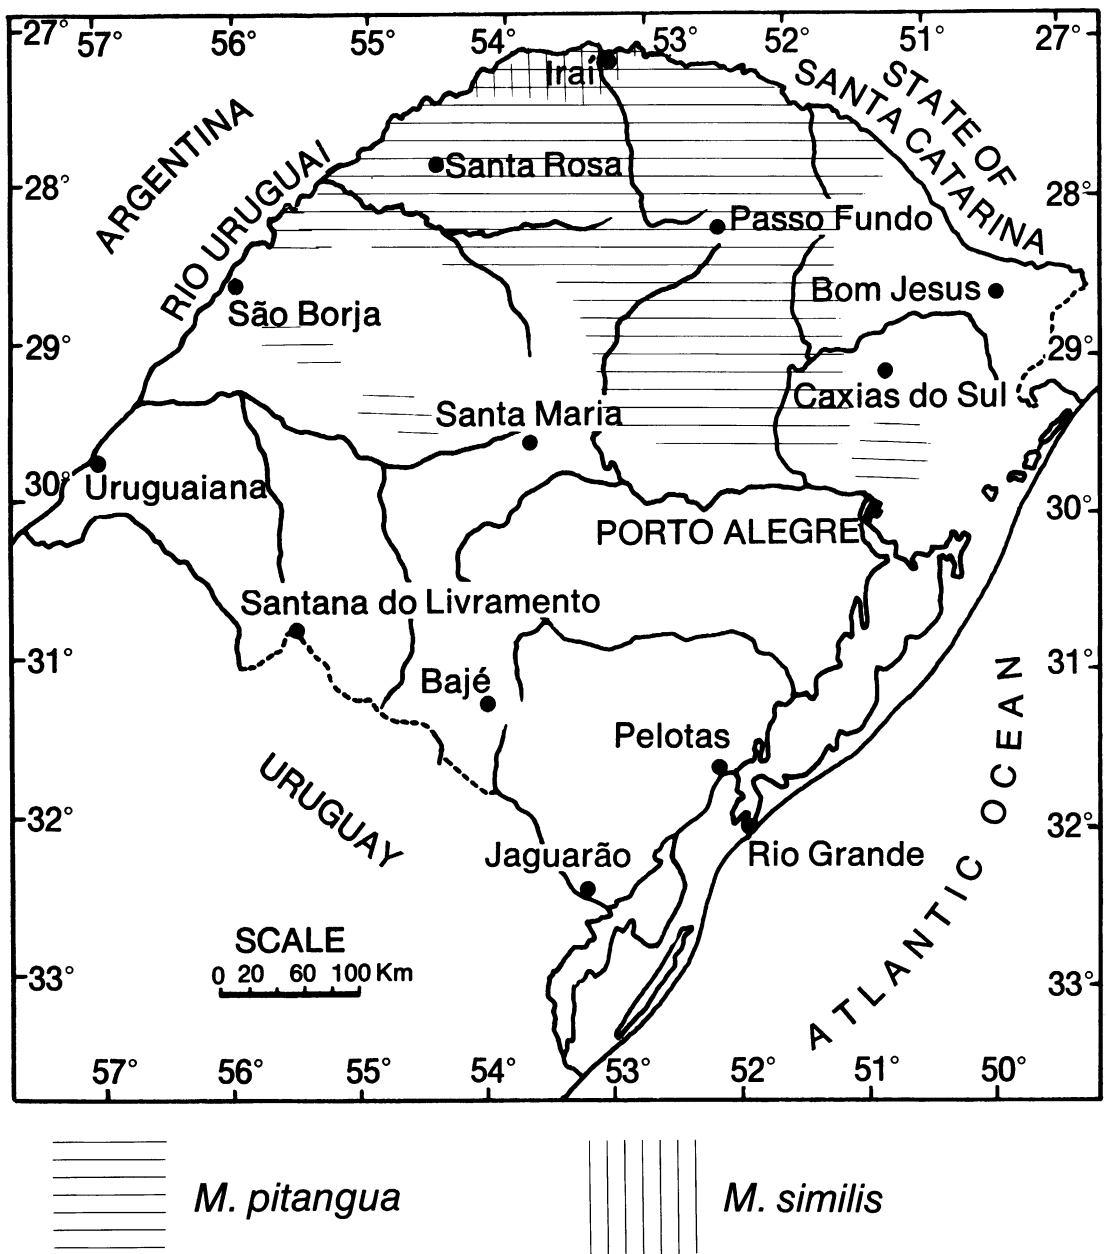 27° 57° 56° 55° 54° 53° 52° 51° 27°
Iraí
STATE OF
SANTA CATARINA
ARGENTINA
RIO URUGUAI
Santa Rosa
28° 28°
Passo Fundo
Bom Jesus
São Borja
29° 29°
Caxias do Sul
Santa Maria
30° Uruguaiana
30°
PORTO ALEGRE
Santana do Livramento
31° 31°
Bajé
Pelotas
URUGUAY
ATLANTIC OCEAN
32° 32°
Jaguarão
Rio Grande
SCALE
0 20 60 100 Km
33° 33°
57° 56° 55° 54° 53° 52° 51° 50°
M. pitangua
M. similis